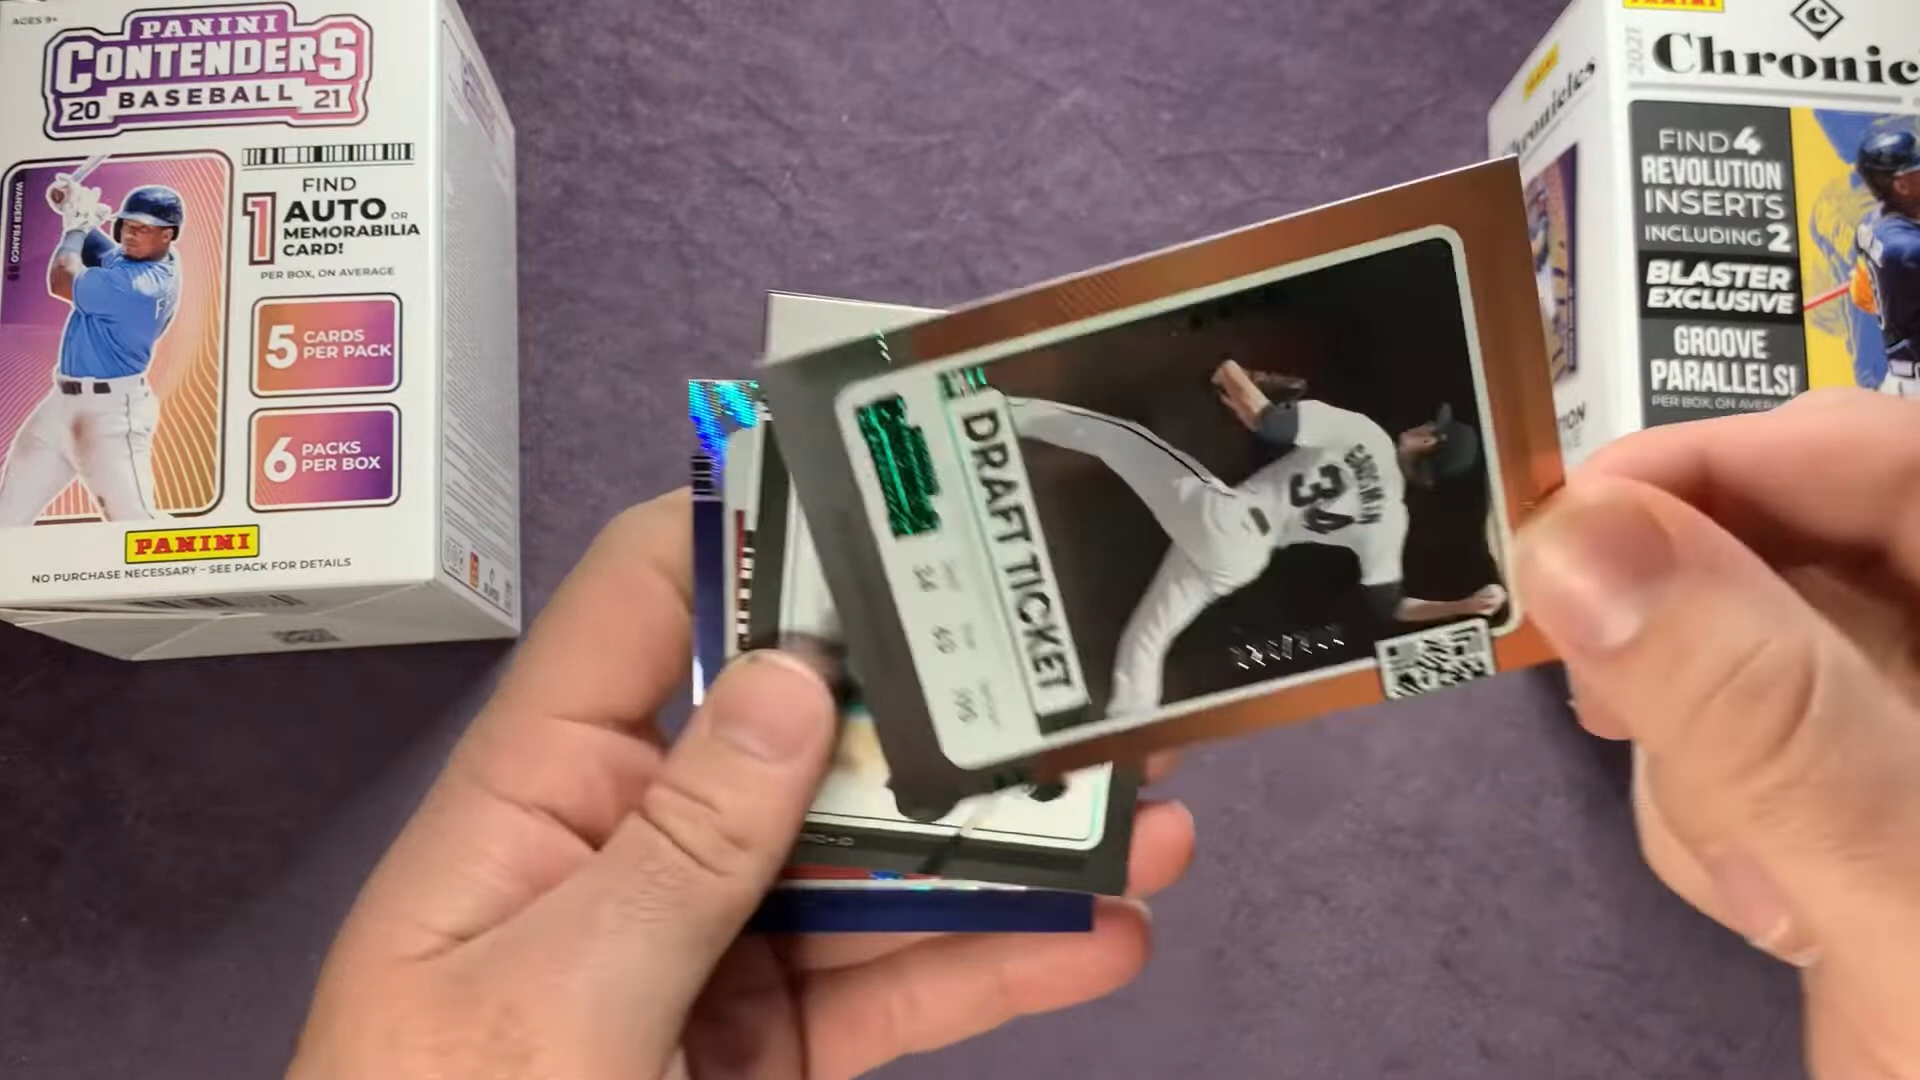 AGES 9+
PANINI
CONTENDERS
20 BASEBALL 21
WANDER FRANCO
FIND
1 AUTO OR
MEMORABILIA
CARD!
PER BOX, ON AVERAGE
5 CARDS
PER PACK
6 PACKS
PER BOX
PANINI
NO PURCHASE NECESSARY – SEE PACK FOR DETAILS
DRAFT TICKET
34
PANINI
2021
Chronic
FIND 4
REVOLUTION
INSERTS
INCLUDING 2
BLASTER
EXCLUSIVE
GROOVE
PARALLELS!
PER BOX, ON AVERA